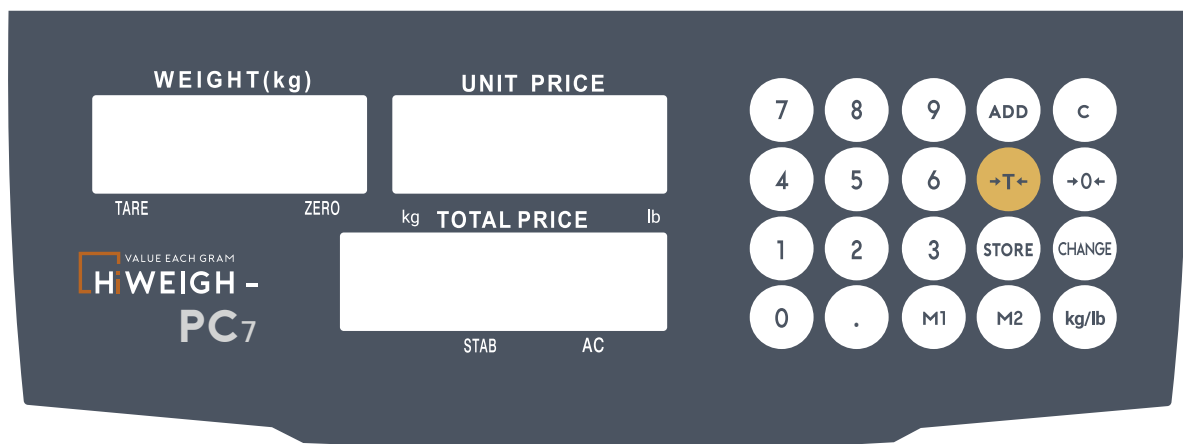 WEIGHT(kg)
UNIT PRICE
TARE ZERO
kg TOTAL PRICE lb
VALUE EACH GRAM
HiWEIGH -
PC7
STAB AC
7 8 9 ADD C
4 5 6 →T← →0←
1 2 3 STORE CHANGE
0 . M1 M2 kg/lb